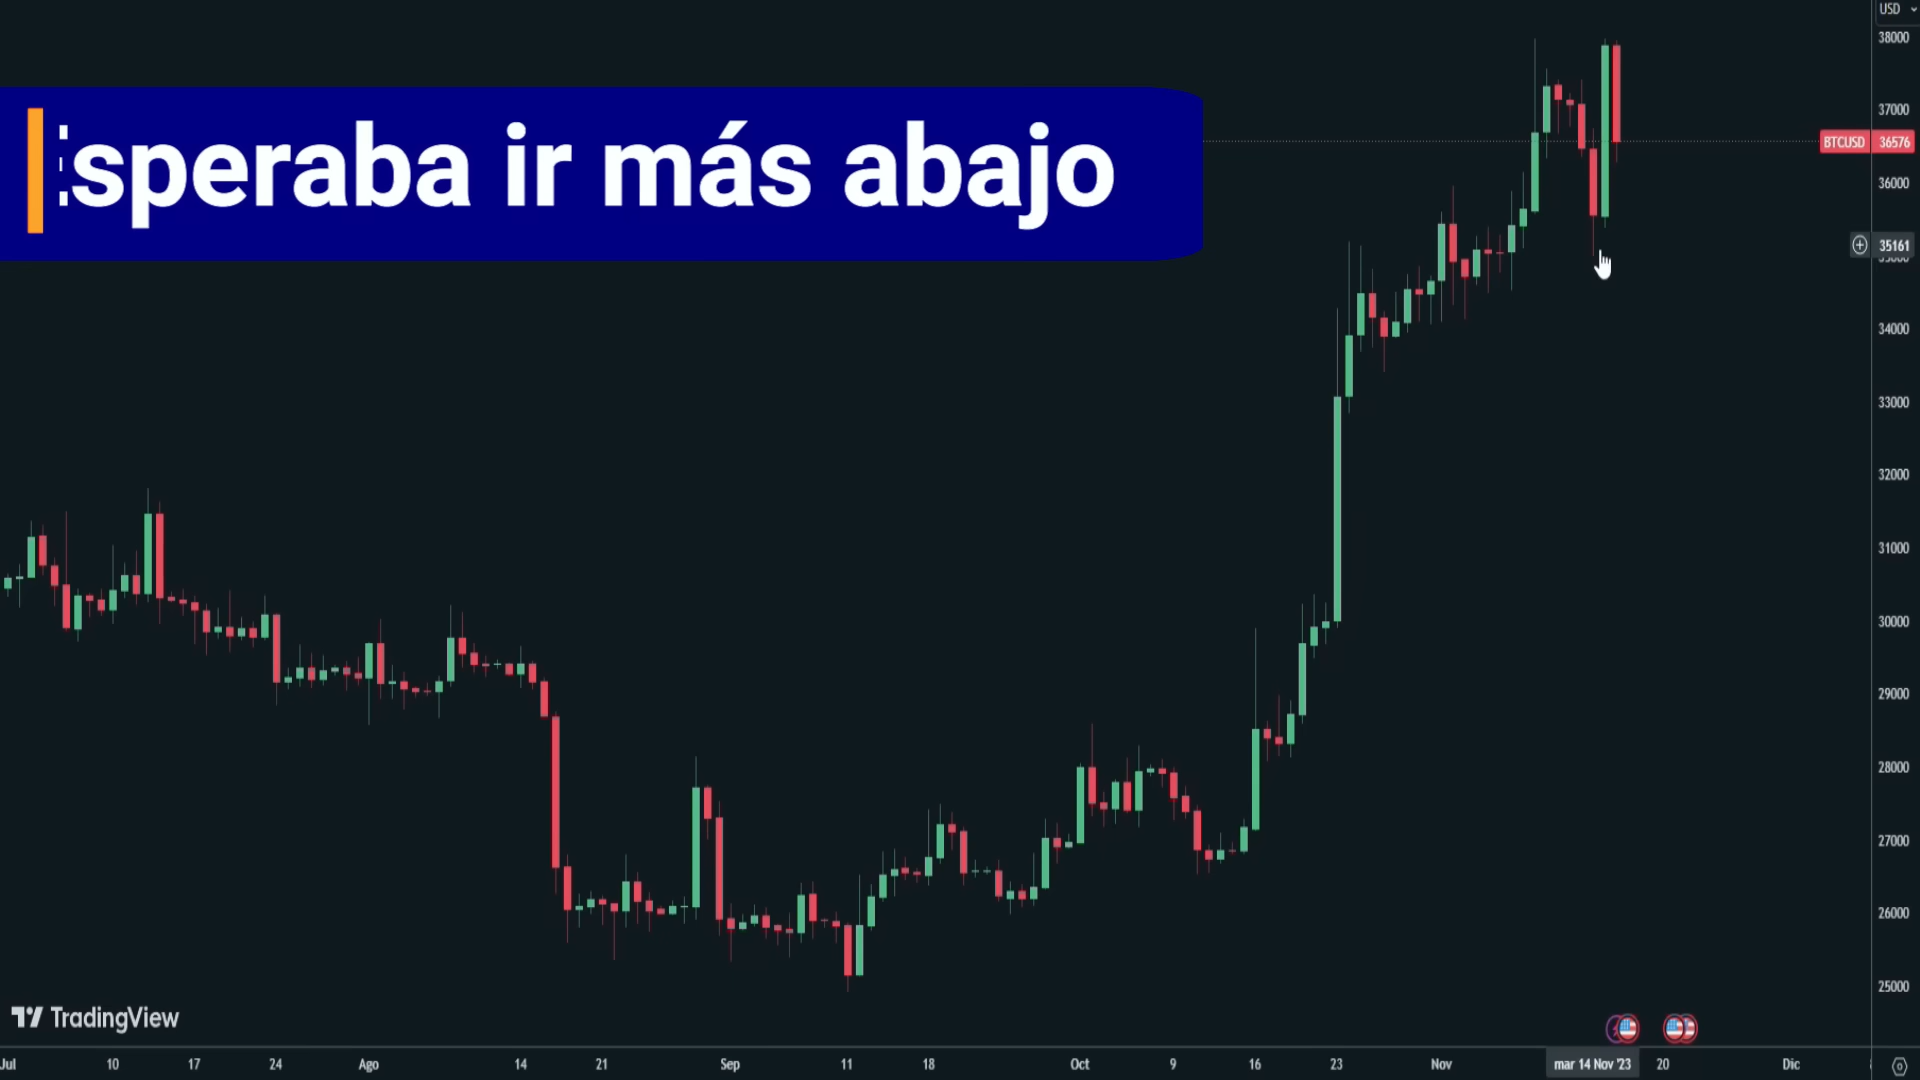 USD
38000
speraba ir más abajo
37000
BTCUSD 36576
36000
35161
34000
33000
32000
31000
30000
29000
28000
27000
26000
25000
TradingView
Jul 10 17 24 Ago 14 21 Sep 11 18 Oct 9 16 23 Nov mar 14 Nov '23 20 Dic